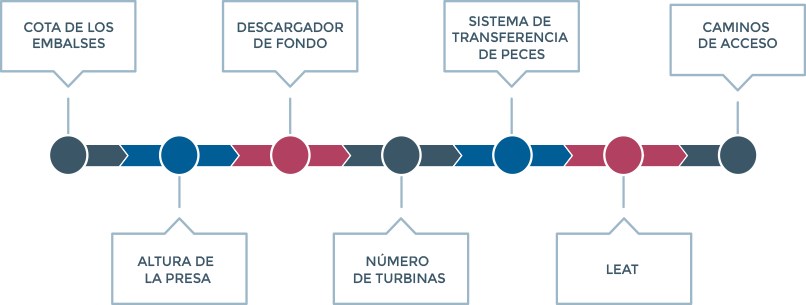 COTA DE LOS
EMBALSES
ALTURA DE
LA PRESA
DESCARGADOR
DE FONDO
NÚMERO
DE TURBINAS
SISTEMA DE
TRANSFERENCIA
DE PECES
LEAT
CAMINOS
DE ACCESO